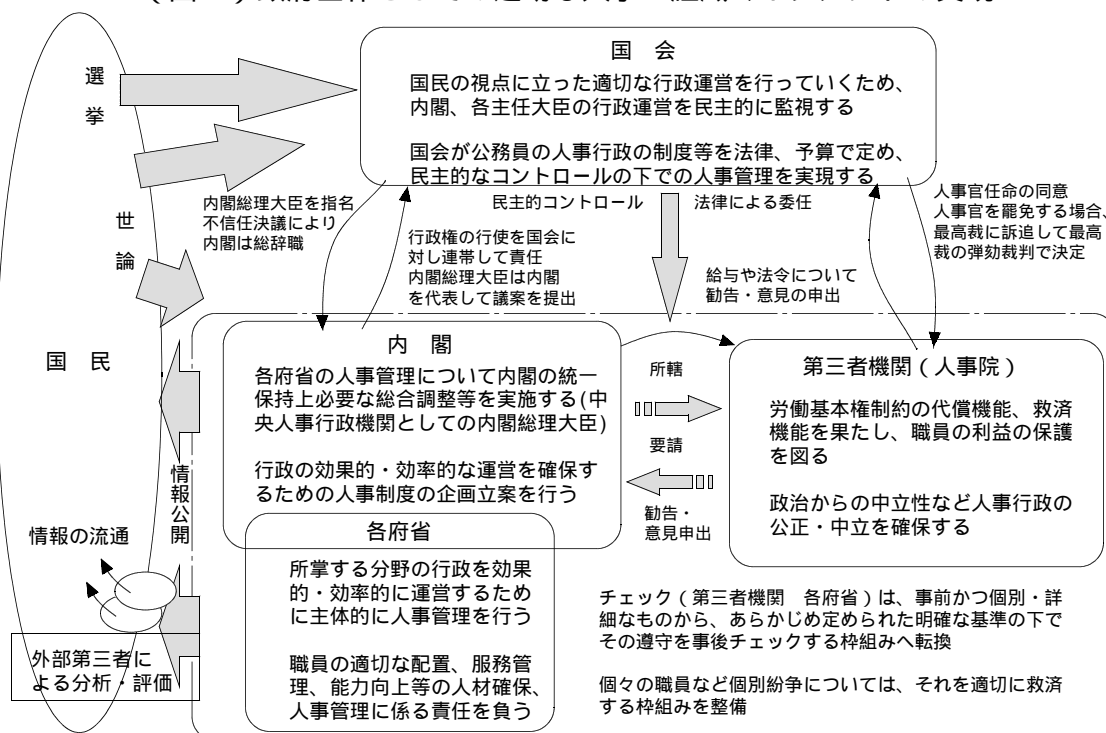 国　会
国民の視点に立った適切な行政運営を行っていくため、
内閣、各主任大臣の行政運営を民主的に監視する
国会が公務員の人事行政の制度等を法律、予算で定め、
民主的なコントロールの下での人事管理を実現する
選
挙
世
論
国　民
内閣総理大臣を指名
不信任決議により
内閣は総辞職
行政権の行使を国会に
対し連帯して責任
内閣総理大臣は内閣
を代表して議案を提出
民主的コントロール
法律による委任
給与や法令について
勧告・意見の申出
人事官任命の同意
人事官を罷免する場合、
最高裁に訴追して最高
裁の弾劾裁判で決定
内　閣
各府省の人事管理について内閣の統一
保持上必要な総合調整等を実施する(中
央人事行政機関としての内閣総理大臣)
行政の効果的・効率的な運営を確保す
るための人事制度の企画立案を行う
所轄
要請
勧告・
意見申出
第三者機関（人事院）
労働基本権制約の代償機能、救済
機能を果たし、職員の利益の保護
を図る
政治からの中立性など人事行政の
公正・中立を確保する
各府省
所掌する分野の行政を効果
的・効率的に運営するため
に主体的に人事管理を行う
職員の適切な配置、服務管
理、能力向上等の人材確保、
人事管理に係る責任を負う
情報公開
情報の流通
外部第三者に
よる分析・評価
チェック（第三者機関　各府省）は、事前かつ個別・詳
細なものから、あらかじめ定められた明確な基準の下で
その遵守を事後チェックする枠組みへ転換
個々の職員など個別紛争については、それを適切に救済
する枠組みを整備